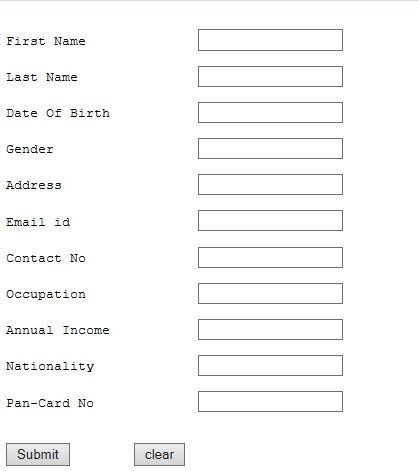 First Name
Last Name
Date Of Birth
Gender
Address
Email id
Contact No
Occupation
Annual Income
Nationality
Pan-Card No
Submit clear